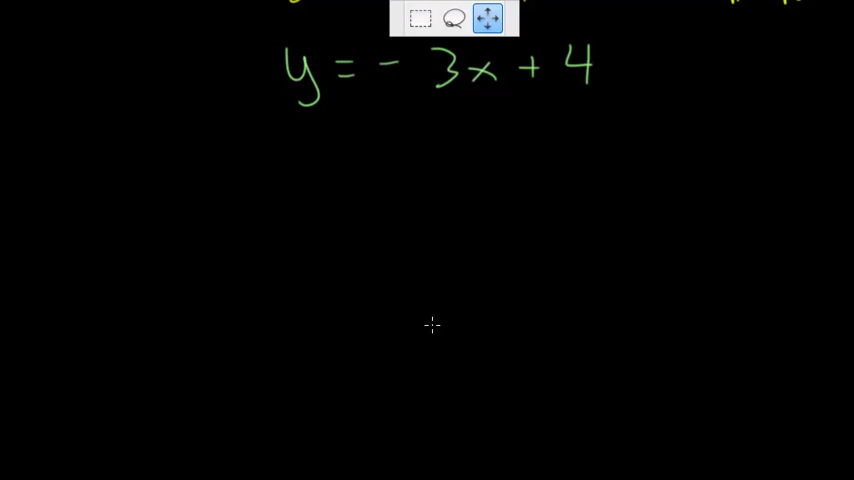 y = - 3x + 4